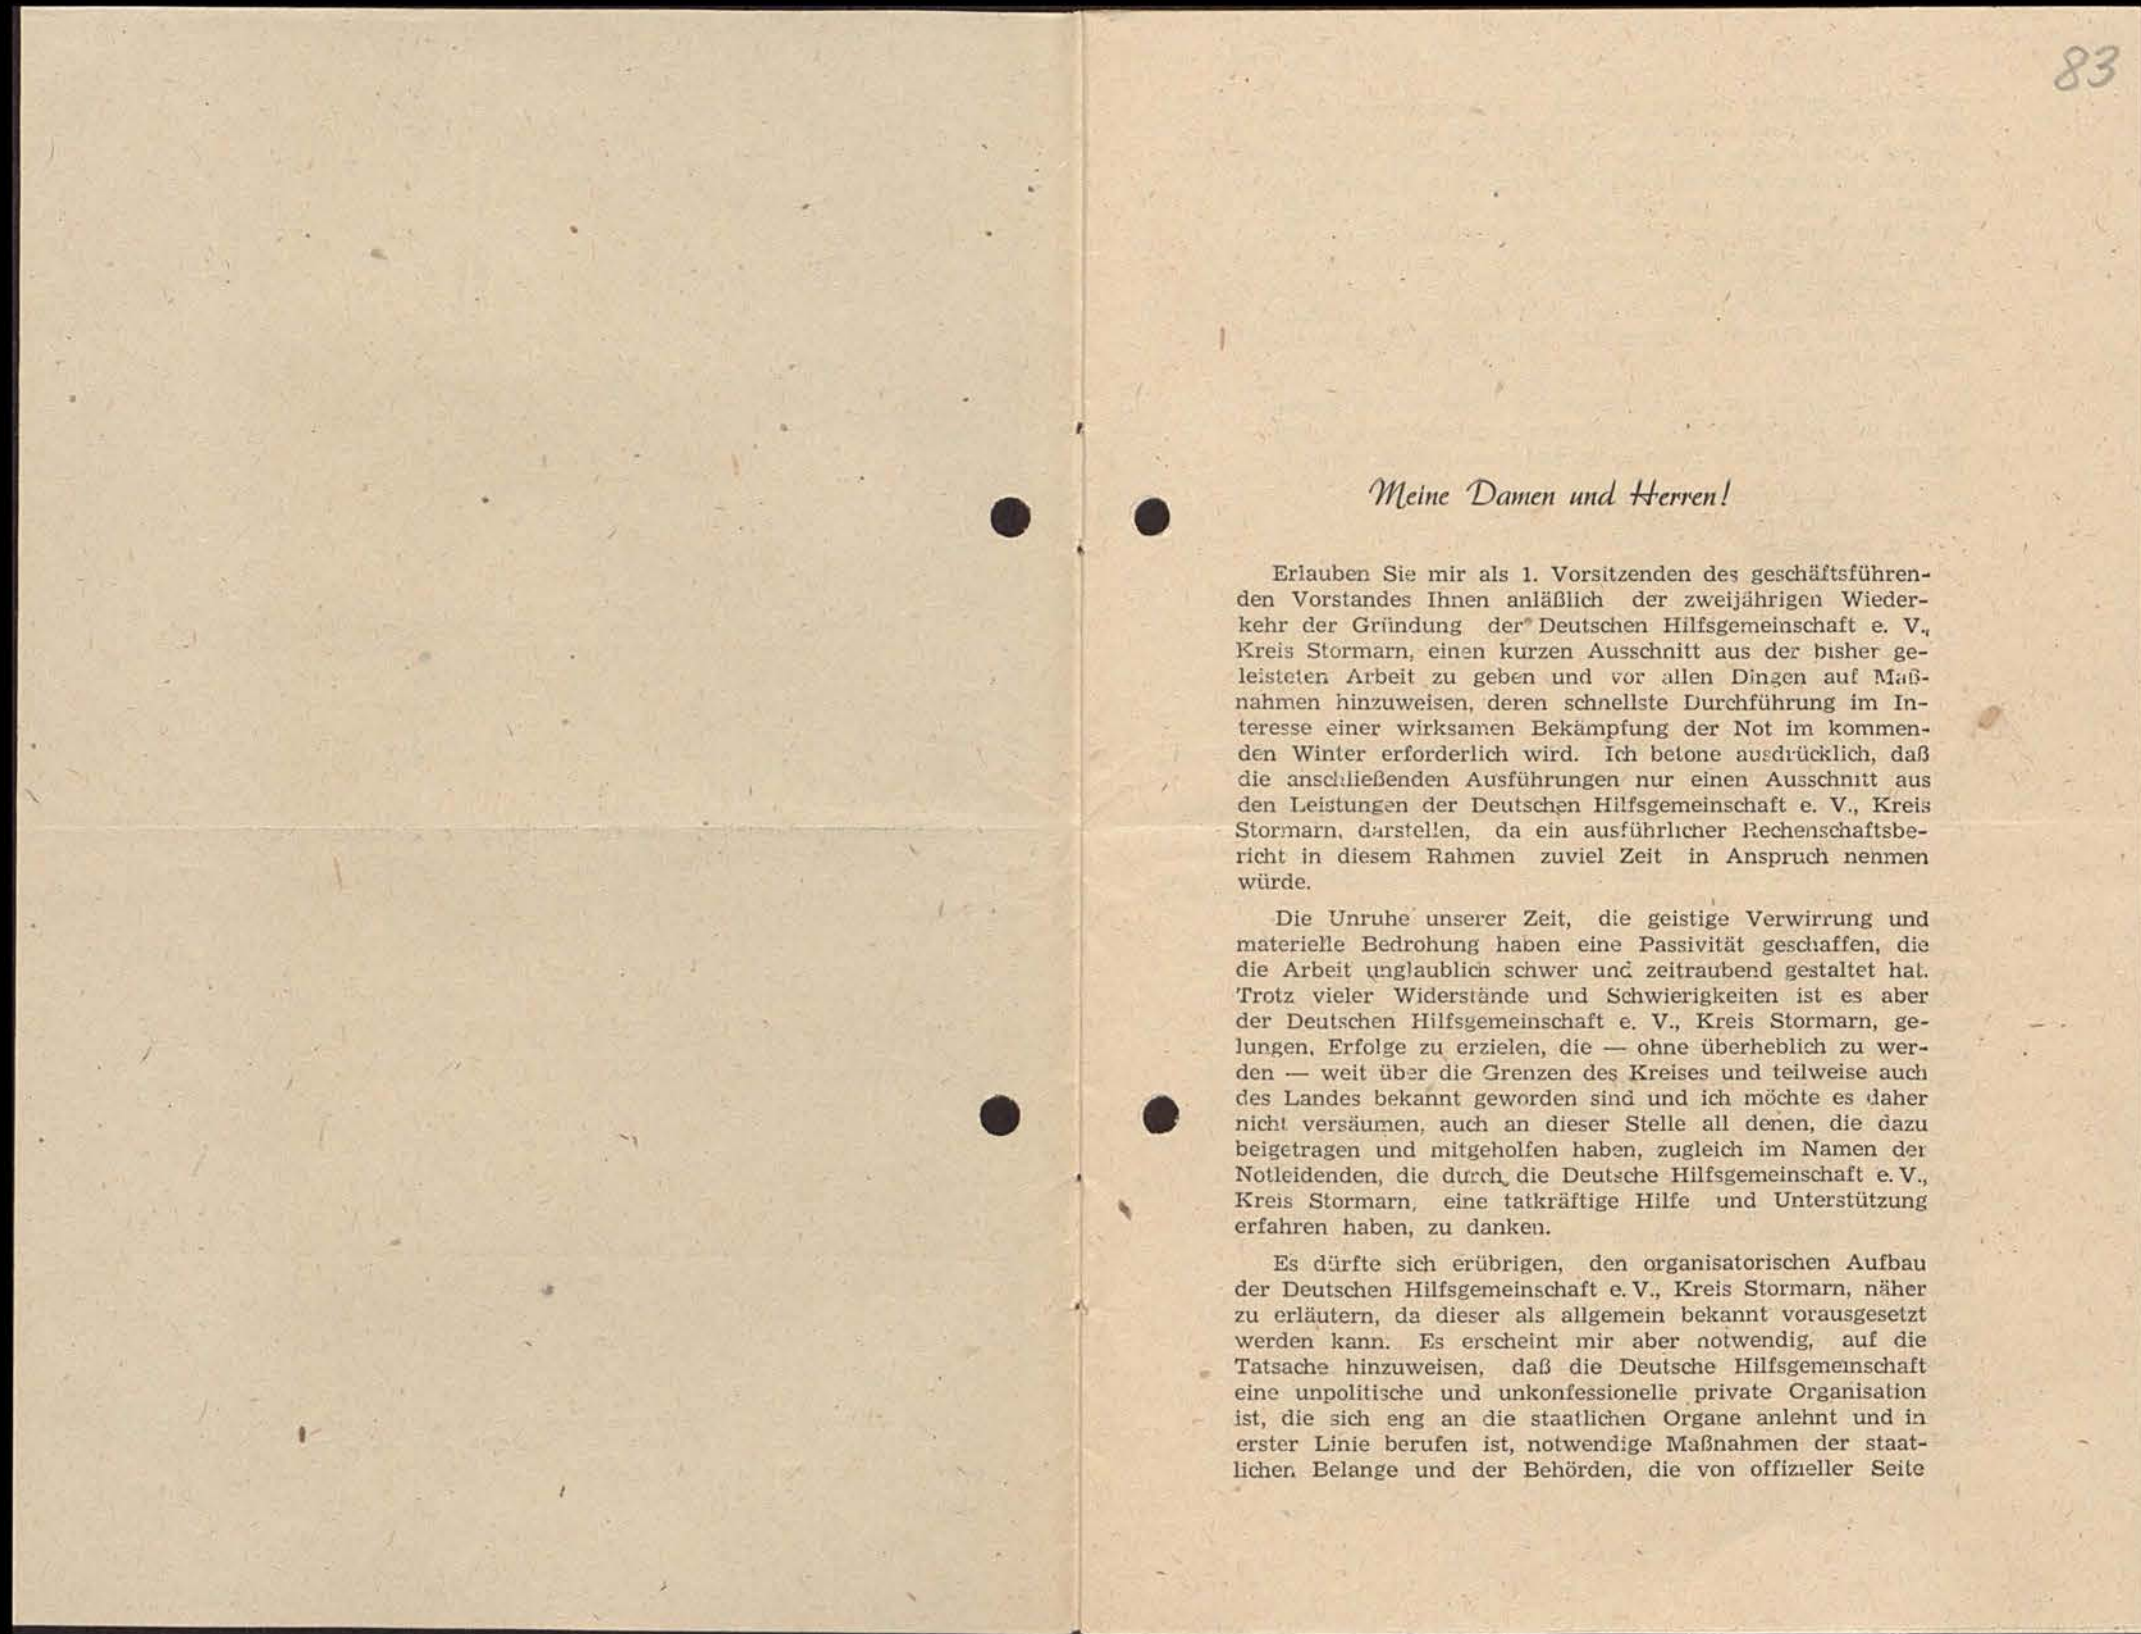 83
Meine Damen und Herren!
Erlauben Sie mir als 1. Vorsitzenden des geschäftsführen-
den Vorstandes Ihnen anläßlich der zweijährigen Wieder-
kehr der Gründung der Deutschen Hilfsgemeinschaft e. V.,
Kreis Stormarn, einen kurzen Ausschnitt aus der bisher ge-
leisteten Arbeit zu geben und vor allen Dingen auf Maß-
nahmen hinzuweisen, deren schnellste Durchführung im In-
teresse einer wirksamen Bekämpfung der Not im kommen-
den Winter erforderlich wird. Ich betone ausdrücklich, daß
die anschließenden Ausführungen nur einen Ausschnitt aus
den Leistungen der Deutschen Hilfsgemeinschaft e. V., Kreis
Stormarn, darstellen, da ein ausführlicher Rechenschaftsbe-
richt in diesem Rahmen zuviel Zeit in Anspruch nehmen
würde.
Die Unruhe unserer Zeit, die geistige Verwirrung und
materielle Bedrohung haben eine Passivität geschaffen, die
die Arbeit unglaublich schwer und zeitraubend gestaltet hat.
Trotz vieler Widerstände und Schwierigkeiten ist es aber
der Deutschen Hilfsgemeinschaft e. V., Kreis Stormarn, ge-
lungen, Erfolge zu erzielen, die — ohne überheblich zu wer-
den — weit über die Grenzen des Kreises und teilweise auch
des Landes bekannt geworden sind und ich möchte es daher
nicht versäumen, auch an dieser Stelle all denen, die dazu
beigetragen und mitgeholfen haben, zugleich im Namen der
Notleidenden, die durch die Deutsche Hilfsgemeinschaft e. V.,
Kreis Stormarn, eine tatkräftige Hilfe und Unterstützung
erfahren haben, zu danken.
Es dürfte sich erübrigen, den organisatorischen Aufbau
der Deutschen Hilfsgemeinschaft e. V., Kreis Stormarn, näher
zu erläutern, da dieser als allgemein bekannt vorausgesetzt
werden kann. Es erscheint mir aber notwendig, auf die
Tatsache hinzuweisen, daß die Deutsche Hilfsgemeinschaft
eine unpolitische und unkonfessionelle private Organisation
ist, die sich eng an die staatlichen Organe anlehnt und in
erster Linie berufen ist, notwendige Maßnahmen der staat-
lichen Belange und der Behörden, die von offizieller Seite